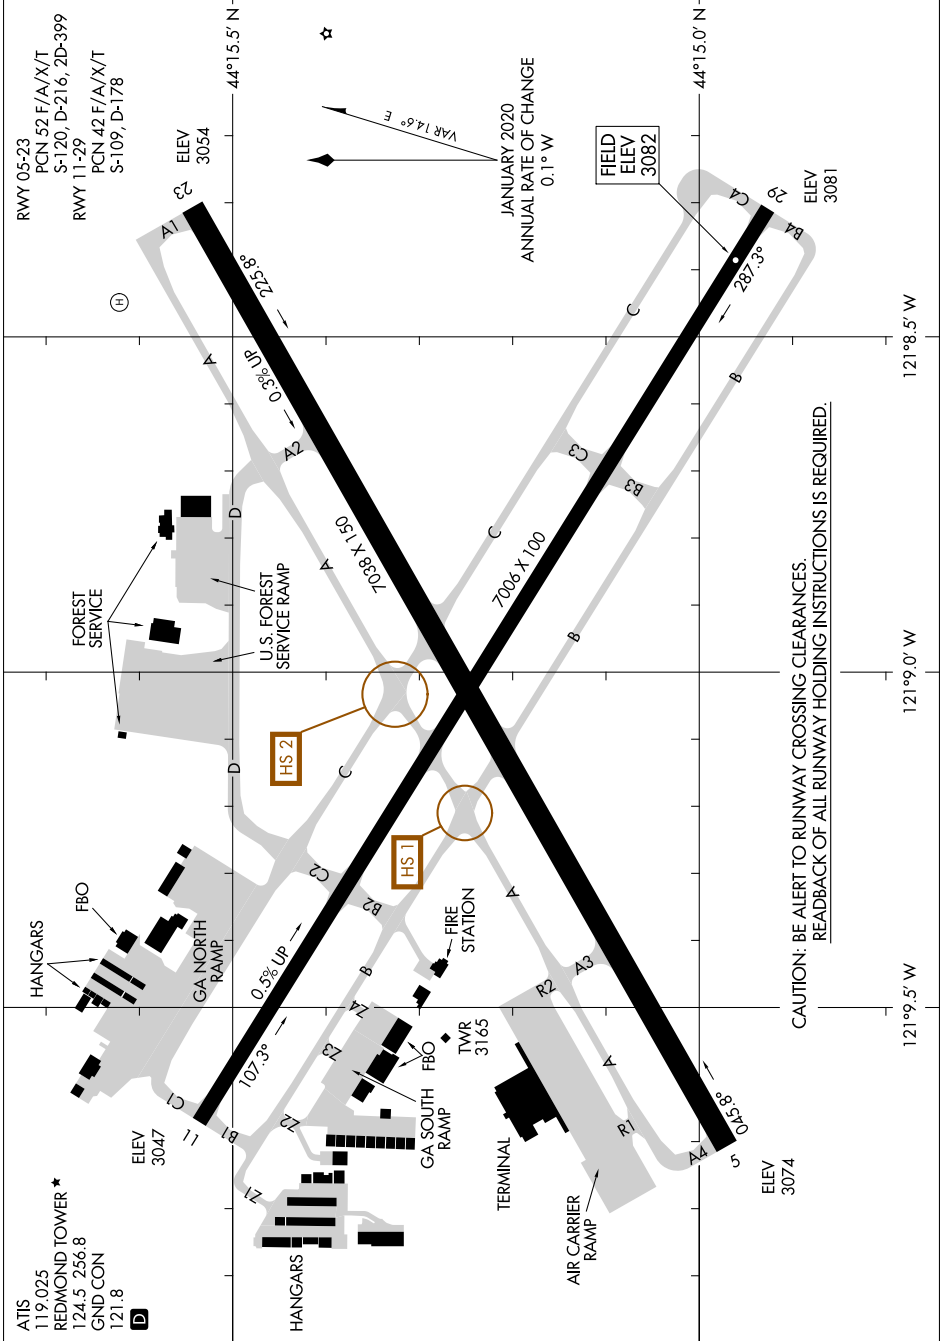 ATIS
119.025
REDMOND TOWER★
124.5 256.8
GND CON
121.8
D
RWY 05-23
PCN 52 F/A/X/T
S-120, D-216, 2D-399
RWY 11-29
PCN 42 F/A/X/T
S-109, D-178
44°15.5' N
44°15.0' N
121°8.5' W
121°9.0' W
121°9.5' W
VAR 14.6° E
JANUARY 2020
ANNUAL RATE OF CHANGE
0.1° W
ELEV
3054
23
A1
225.8°
0.3% UP
H
A
A2
D
7038 X 150
A
FOREST
SERVICE
U.S. FOREST
SERVICE RAMP
FIELD
ELEV
3082
C4
29
ELEV
3081
B4
287.3°
C
B
C3
B3
C
7006 X 100
B
HS 2
HS 1
D
C
C2
B2
HANGARS
FBO
GA NORTH
RAMP
0.5% UP
B
FIRE
STATION
A
A3
R2
Z4
Z3
TWR
3165
FBO
107.3°
C1
11
B1
ELEV
3047
Z2
Z1
GA SOUTH
RAMP
HANGARS
TERMINAL
A
R1
A4
045.8°
5
ELEV
3074
AIR CARRIER
RAMP
CAUTION: BE ALERT TO RUNWAY CROSSING CLEARANCES.
READBACK OF ALL RUNWAY HOLDING INSTRUCTIONS IS REQUIRED.